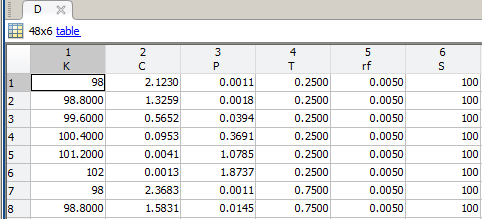 D
48x6 table
1 2 3 4 5 6
K C P T rf S
1 98 2.1230 0.0011 0.2500 0.0050 100
2 98.8000 1.3259 0.0018 0.2500 0.0050 100
3 99.6000 0.5652 0.0394 0.2500 0.0050 100
4 100.4000 0.0953 0.3691 0.2500 0.0050 100
5 101.2000 0.0041 1.0785 0.2500 0.0050 100
6 102 0.0013 1.8737 0.2500 0.0050 100
7 98 2.3683 0.0011 0.7500 0.0050 100
8 98.8000 1.5831 0.0145 0.7500 0.0050 100